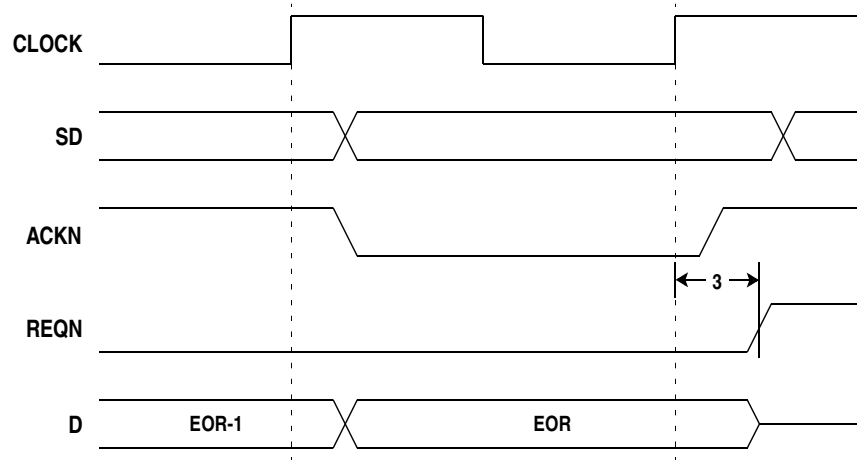 CLOCK
SD
ACKN
3
REQN
D EOR-1 EOR